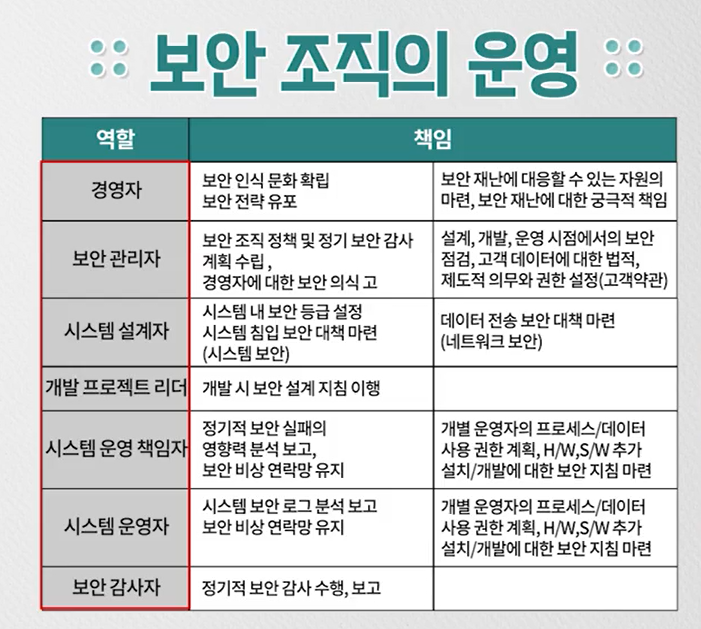 보안 조직의 운영
역할
책임
경영자
보안 인식 문화 확립
보안 전략 유포
보안 재난에 대응할 수 있는 자원의
마련, 보안 재난에 대한 궁극적 책임
보안 관리자
보안 조직 정책 및 정기 보안 감사
계획 수립 ,
경영자에 대한 보안 의식 고
설계, 개발, 운영 시점에서의 보안
점검, 고객 데이터에 대한 법적,
제도적 의무와 권한 설정(고객약관)
시스템 설계자
시스템 내 보안 등급 설정
시스템 침입 보안 대책 마련
(시스템 보안)
데이터 전송 보안 대책 마련
(네트워크 보안)
개발 프로젝트 리더
개발 시 보안 설계 지침 이행
시스템 운영 책임자
정기적 보안 실패의
영향력 분석 보고,
보안 비상 연락망 유지
개별 운영자의 프로세스/데이터
사용 권한 계획, H/W,S/W 추가
설치/개발에 대한 보안 지침 마련
시스템 운영자
시스템 보안 로그 분석 보고
보안 비상 연락망 유지
개별 운영자의 프로세스/데이터
사용 권한 계획, H/W,S/W 추가
설치/개발에 대한 보안 지침 마련
보안 감사자
정기적 보안 감사 수행, 보고